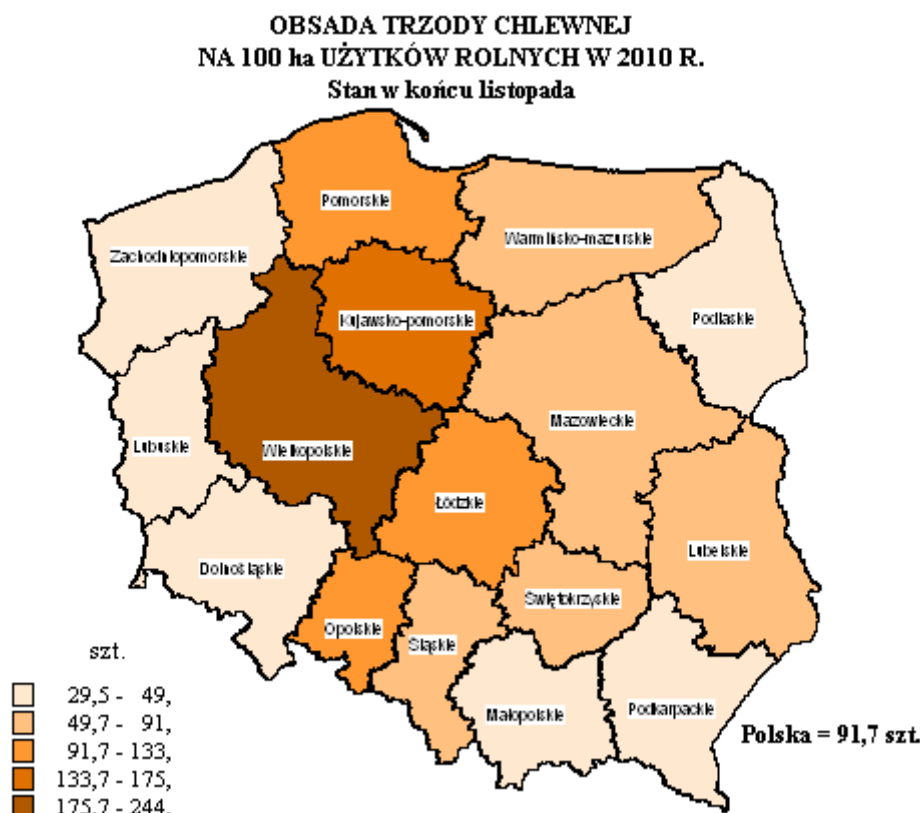 OBSADA TRZODY CHLEWNEJ
NA 100 ha UŻYTKÓW ROLNYCH W 2010 R.
Stan w końcu listopada
Pomorskie
Warmińsko-mazurskie
Zachodniopomorskie
Kujawsko-pomorskie
Podlaskie
Mazowieckie
Lubuskie
Wielkopolskie
Łódzkie
Lubelskie
Dolnośląskie
Świętokrzyskie
Opolskie
Śląskie
szt.
Małopolskie
Podkarpackie
29,5 - 49,
49,7 - 91,
91,7 - 133,
133,7 - 175,
175,7 - 244,
Polska = 91,7 szt.